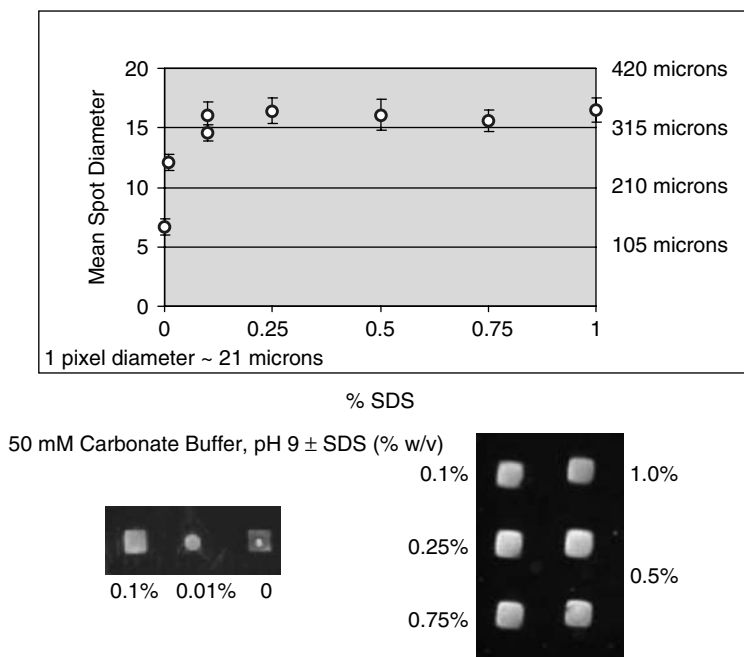 20
15
10
5
0
Mean Spot Diameter
420 microns
315 microns
210 microns
105 microns
0 0.25 0.5 0.75 1
1 pixel diameter ~ 21 microns
% SDS
50 mM Carbonate Buffer, pH 9 ± SDS (% w/v)
0.1% 0.01% 0
0.1% 1.0%
0.25%
0.5%
0.75%